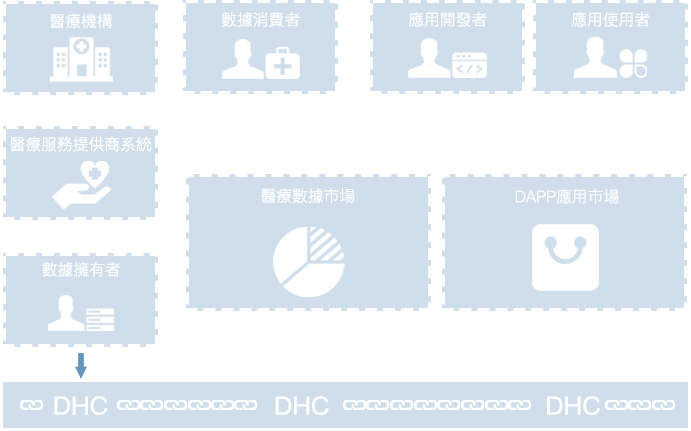 醫療機構
數據消費者
應用開發者
應用使用者
醫療服務提供商系統
醫療數據市場
DAPP應用市場
數據擁有者
DHC
DHC
DHC